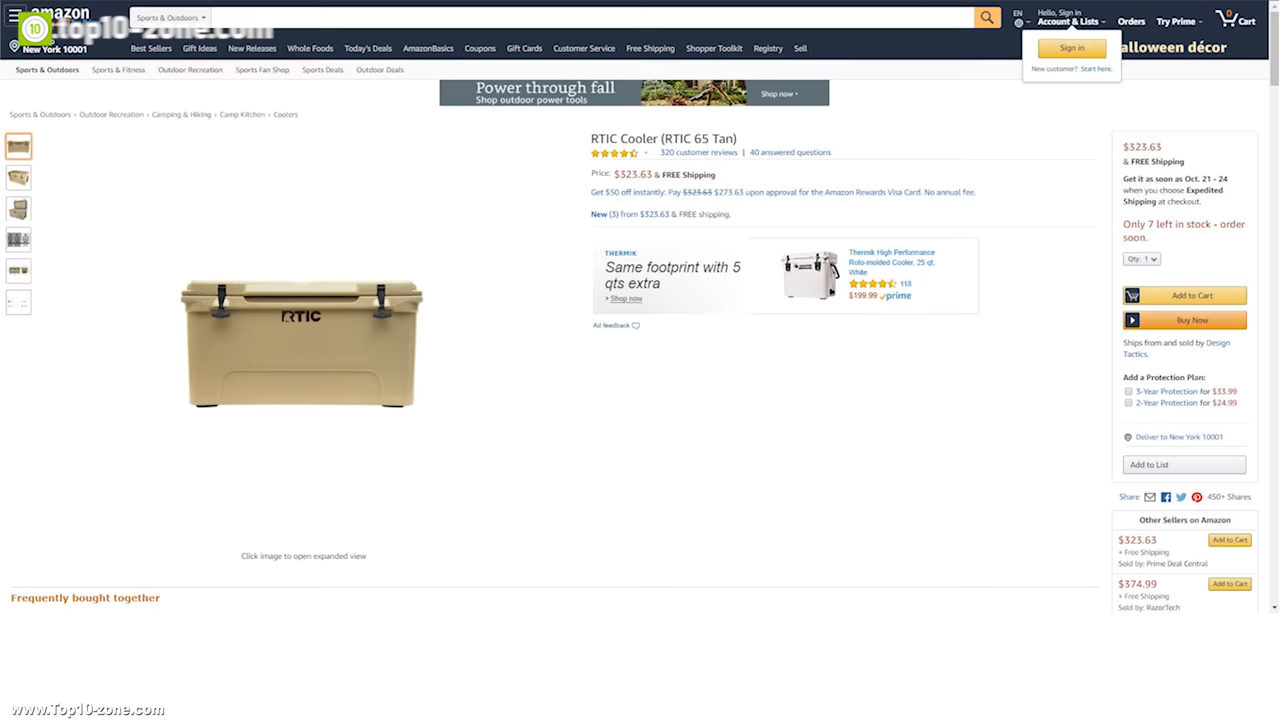 amazon
10
top10-zone.com
Sports & Outdoors
EN
Hello, Sign in
Account & Lists
Orders
Try Prime
0
Cart
New York 10001
Best Sellers
Gift Ideas
New Releases
Whole Foods
Today's Deals
AmazonBasics
Coupons
Gift Cards
Customer Service
Free Shipping
Shopper Toolkit
Registry
Sell
Sign in
New customer? Start here.
alloween décor
Sports & Outdoors
Sports & Fitness
Outdoor Recreation
Sports Fan Shop
Sports Deals
Outdoor Deals
Power through fall
Shop outdoor power tools
Shop now ›
Sports & Outdoors › Outdoor Recreation › Camping & Hiking › Camp Kitchen › Coolers
RTIC Cooler (RTIC 65 Tan)
320 customer reviews | 40 answered questions
Price: $323.63 & FREE Shipping
Get $50 off instantly: Pay $323.63 $273.63 upon approval for the Amazon Rewards Visa Card. No annual fee.
New (3) from $323.63 & FREE shipping.
THERMIK
Same footprint with 5
qts extra
› Shop now
Thermik High Performance
Roto-molded Cooler, 25 qt,
White
118
$199.99 prime
Ad feedback
RTIC
Click image to open expanded view
Frequently bought together
$323.63
& FREE Shipping
Get it as soon as Oct. 21 - 24
when you choose Expedited
Shipping at checkout.
Only 7 left in stock - order
soon.
Qty: 1
Add to Cart
Buy Now
Ships from and sold by Design
Tactics.
Add a Protection Plan:
3-Year Protection for $33.99
2-Year Protection for $24.99
Deliver to New York 10001
Add to List
Share
450+ Shares
Other Sellers on Amazon
$323.63
Add to Cart
+ Free Shipping
Sold by: Prime Deal Central
$374.99
Add to Cart
+ Free Shipping
Sold by: RazorTech
www.Top10-zone.com